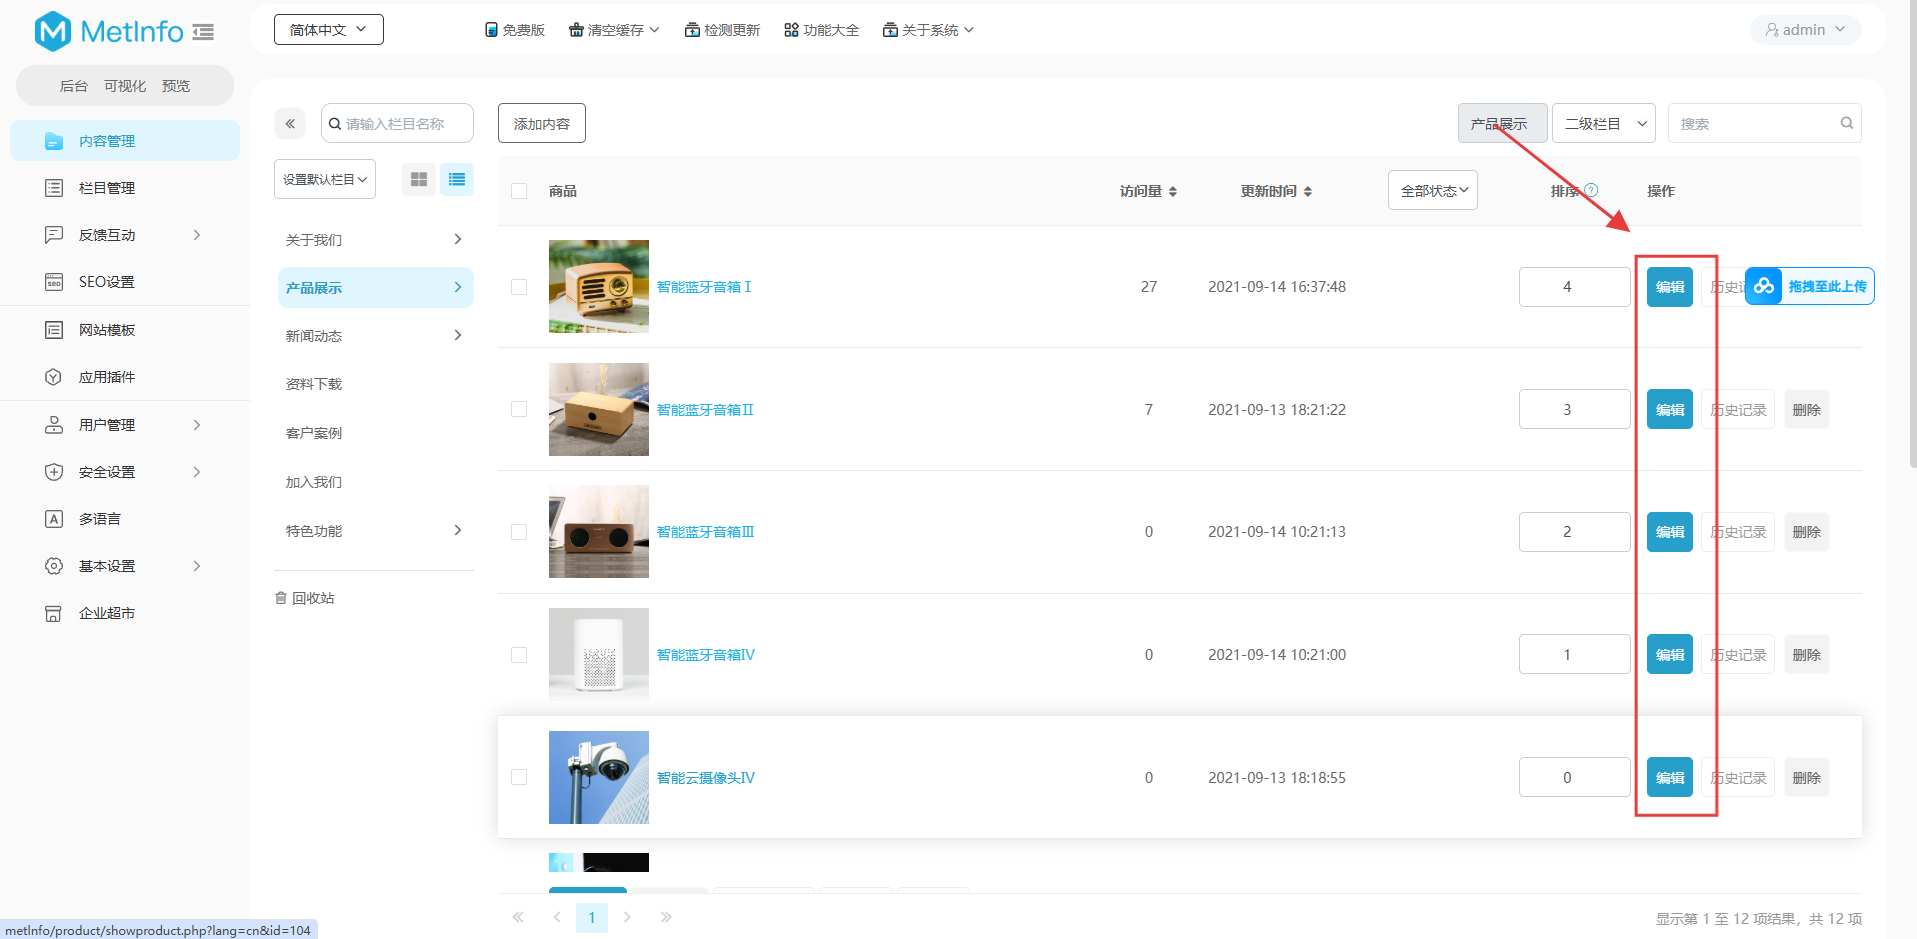 MetInfo
简体中文
免费版
清空缓存
检测更新
功能大全
关于系统
admin
后台 可视化 预览
内容管理
栏目管理
反馈互动
SEO设置
网站模板
应用插件
用户管理
安全设置
多语言
基本设置
企业超市
请输入栏目名称
设置默认栏目
关于我们
产品展示
新闻动态
资料下载
客户案例
加入我们
特色功能
回收站
添加内容
产品展示
二级栏目
搜索
商品 访问量 更新时间 全部状态 排序 操作
智能蓝牙音箱Ⅰ 27 2021-09-14 16:37:48 4 编辑 历史记
拖拽至此上传
智能蓝牙音箱Ⅱ 7 2021-09-13 18:21:22 3 编辑 历史记录 删除
智能蓝牙音箱Ⅲ 0 2021-09-14 10:21:13 2 编辑 历史记录 删除
智能蓝牙音箱Ⅳ 0 2021-09-14 10:21:00 1 编辑 历史记录 删除
智能云摄像头Ⅳ 0 2021-09-13 18:18:55 0 编辑 历史记录 删除
1
显示第 1 至 12 项结果，共 12 项
metInfo/product/showproduct.php?lang=cn&id=104